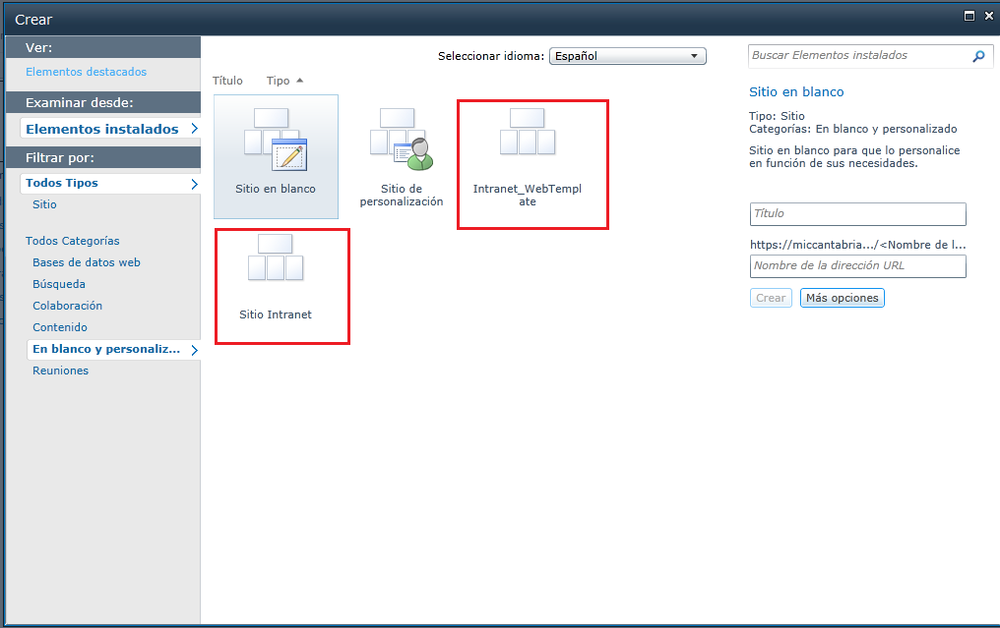 Crear
Ver:
Elementos destacados
Examinar desde:
Elementos instalados
Filtrar por:
Todos Tipos
Sitio
Todos Categorías
Bases de datos web
Búsqueda
Colaboración
Contenido
En blanco y personaliz...
Reuniones
Seleccionar idioma: Español
Título Tipo
Sitio en blanco
Sitio de
personalización
Intranet_WebTempl
ate
Sitio Intranet
Buscar Elementos instalados
Sitio en blanco
Tipo: Sitio
Categorías: En blanco y personalizado
Sitio en blanco para que lo personalice
en función de sus necesidades.
Título
https://miccantabria.../<Nombre de l...
Nombre de la dirección URL
Crear Más opciones